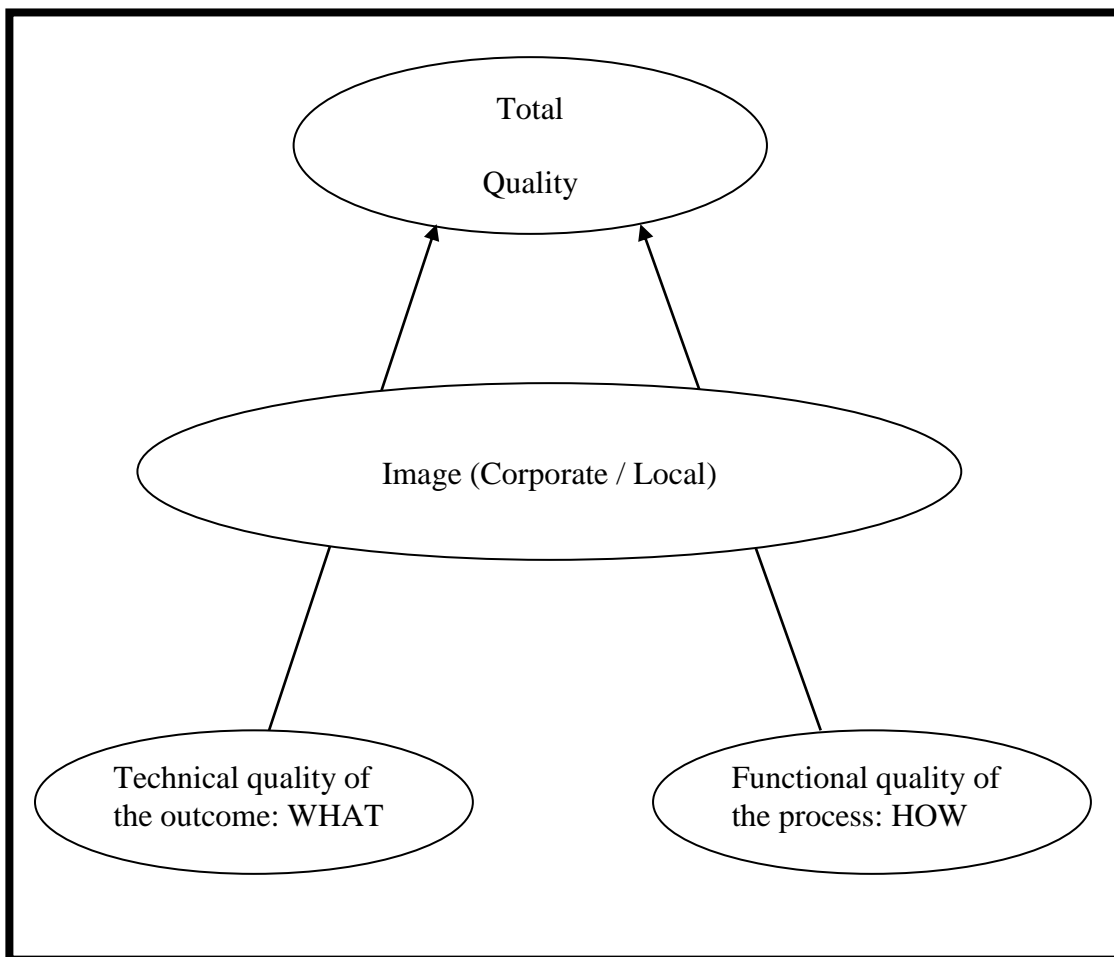 Total
Quality
Image (Corporate / Local)
Technical quality of
the outcome: WHAT
Functional quality of
the process: HOW